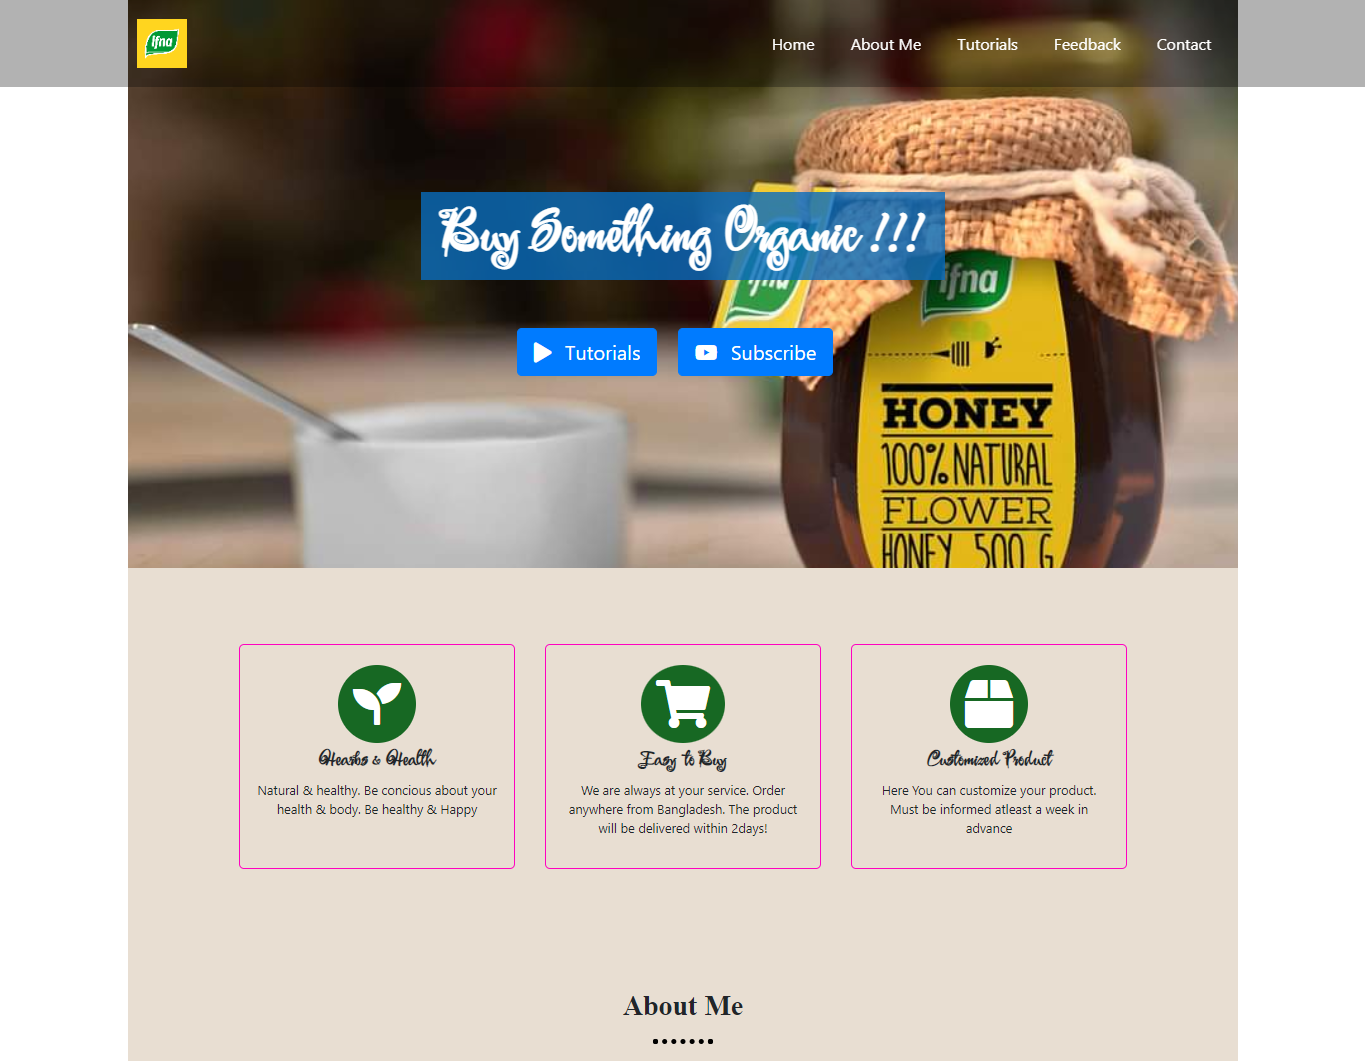 ifna
Home About Me Tutorials Feedback Contact
Buy Something Organic !!!
ifna
ifna
Tutorials Subscribe
HONEY
100% NATURAL
FLOWER
HONEY 500 G
Hearbs & Health
Natural & healthy. Be concious about your
health & body. Be healthy & Happy
Easy to Buy
We are always at your service. Order
anywhere from Bangladesh. The product
will be delivered within 2days!
Customized Product
Here You can customize your product.
Must be informed atleast a week in
advance
About Me